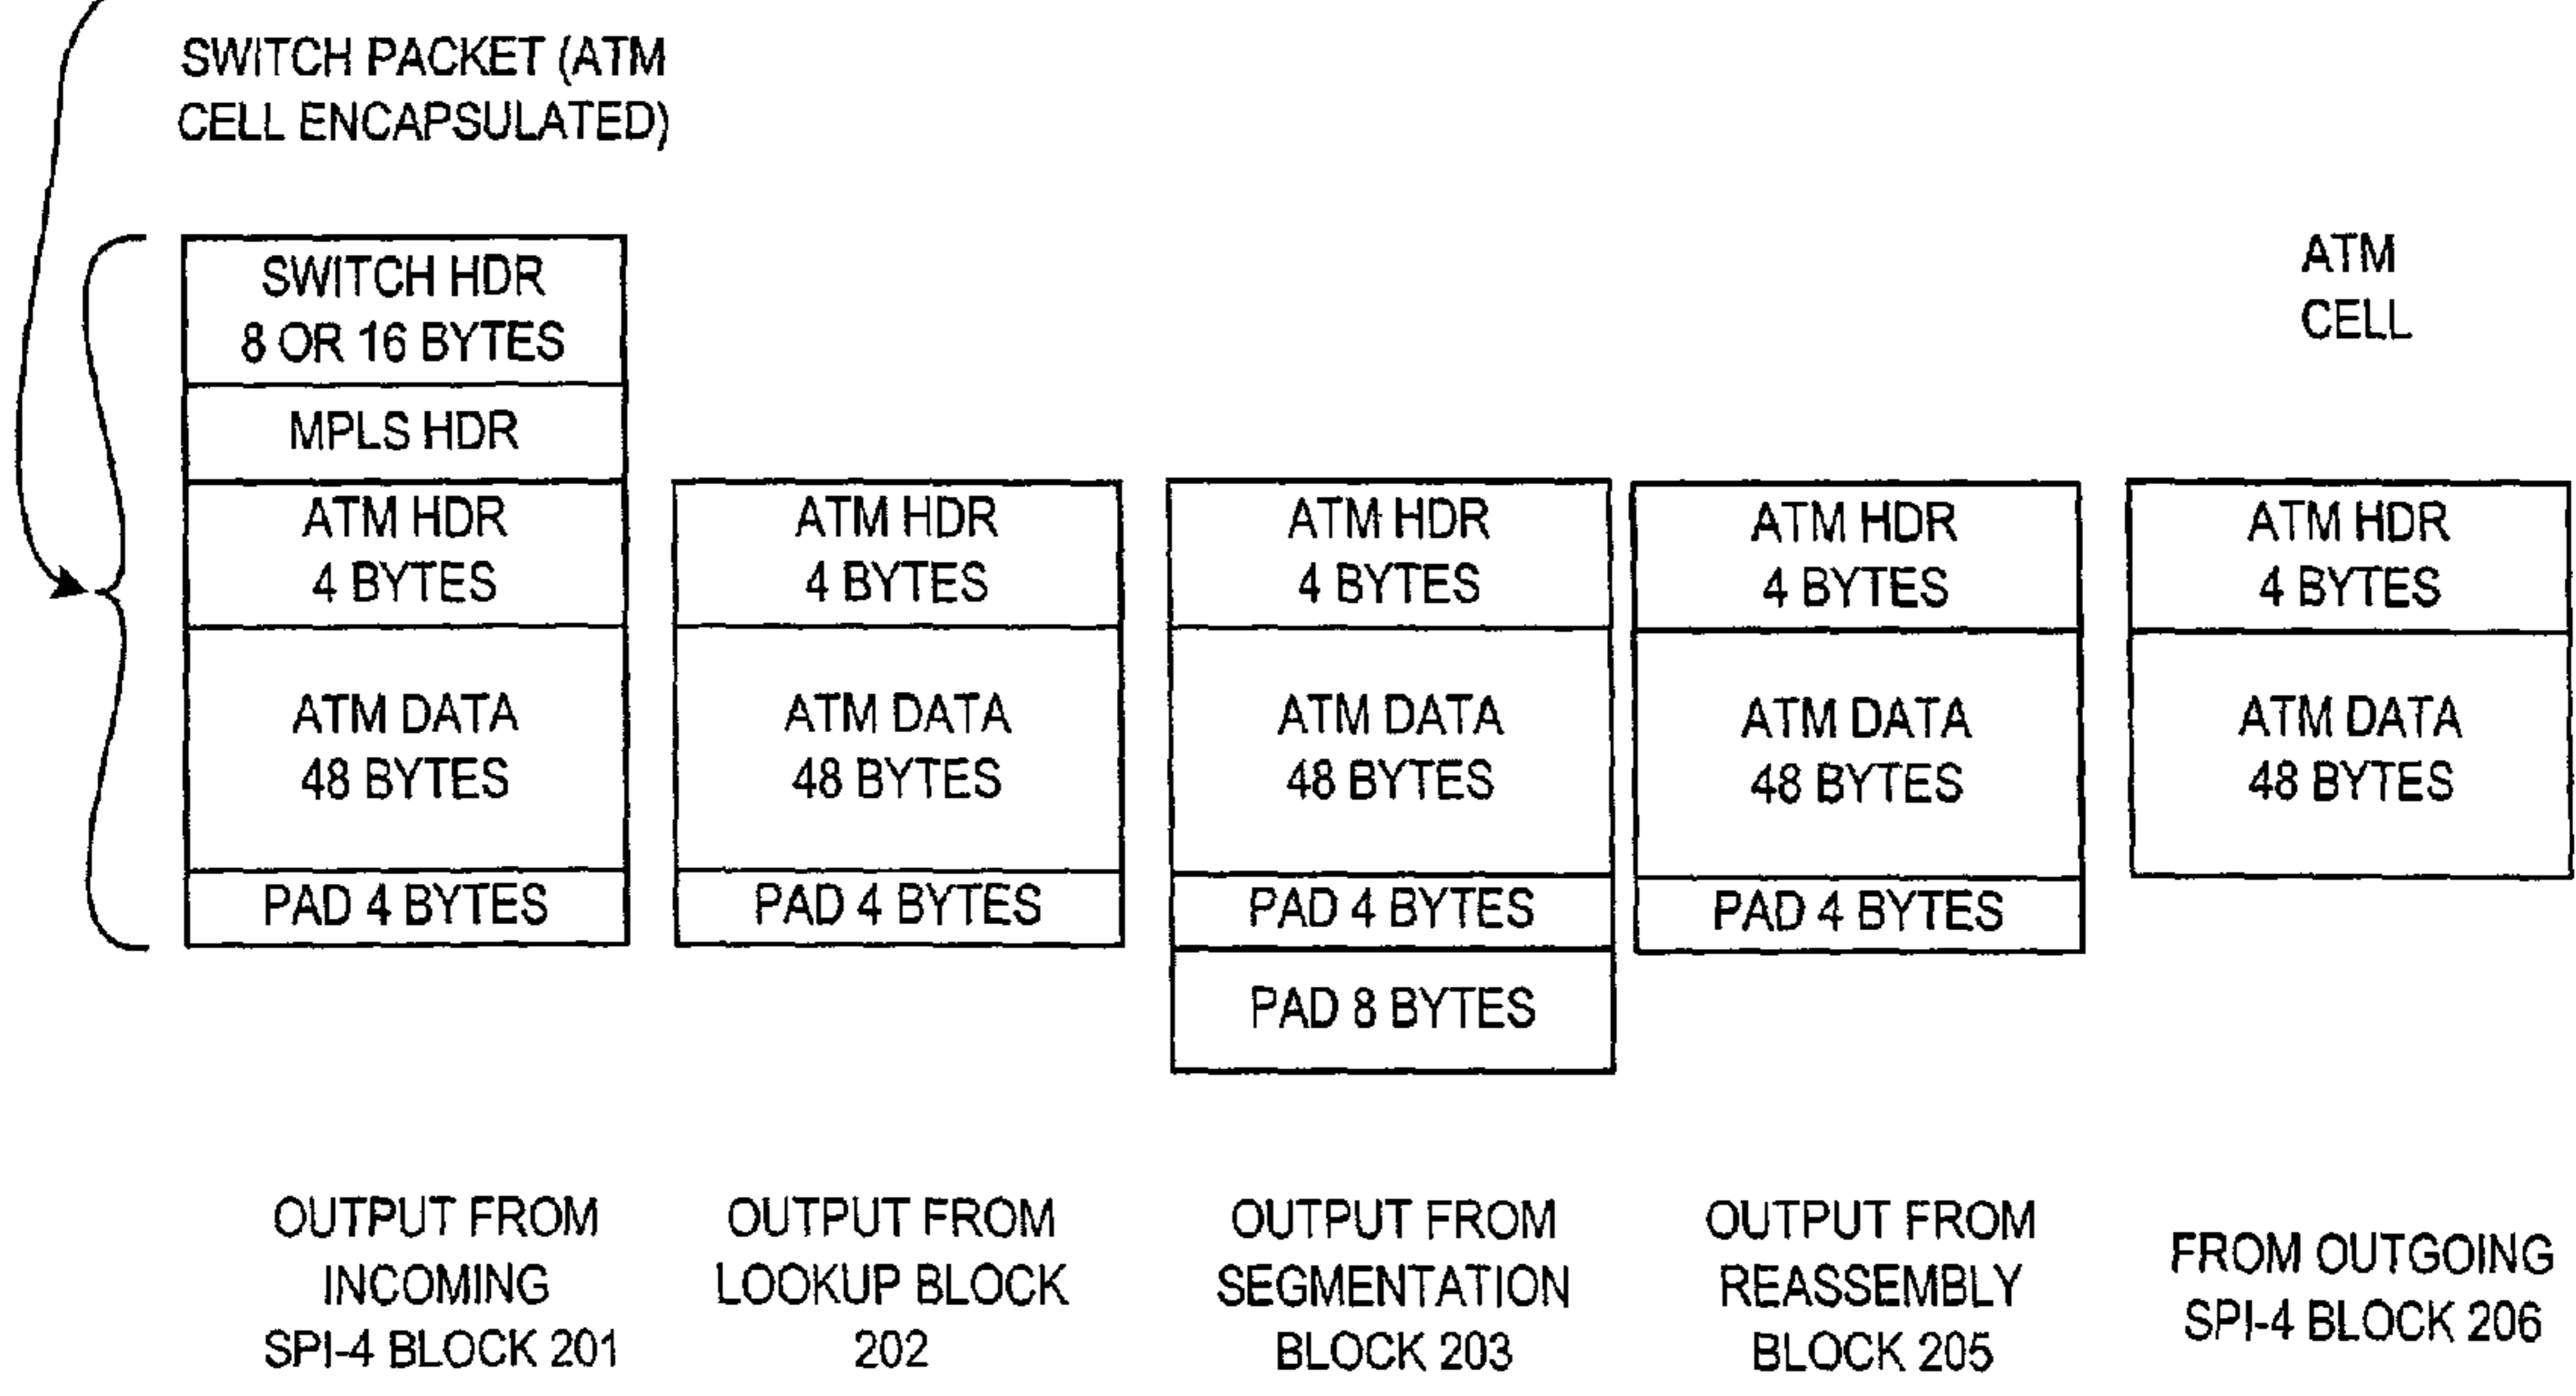 SWITCH PACKET (ATM
CELL ENCAPSULATED)
SWITCH HDR
8 OR 16 BYTES
MPLS HDR
ATM HDR
4 BYTES
ATM DATA
48 BYTES
PAD 4 BYTES
OUTPUT FROM
INCOMING
SPI-4 BLOCK 201
ATM HDR
4 BYTES
ATM DATA
48 BYTES
PAD 4 BYTES
OUTPUT FROM
LOOKUP BLOCK
202
ATM HDR
4 BYTES
ATM DATA
48 BYTES
PAD 4 BYTES
PAD 8 BYTES
OUTPUT FROM
SEGMENTATION
BLOCK 203
ATM HDR
4 BYTES
ATM DATA
48 BYTES
PAD 4 BYTES
OUTPUT FROM
REASSEMBLY
BLOCK 205
ATM
CELL
ATM HDR
4 BYTES
ATM DATA
48 BYTES
FROM OUTGOING
SPI-4 BLOCK 206